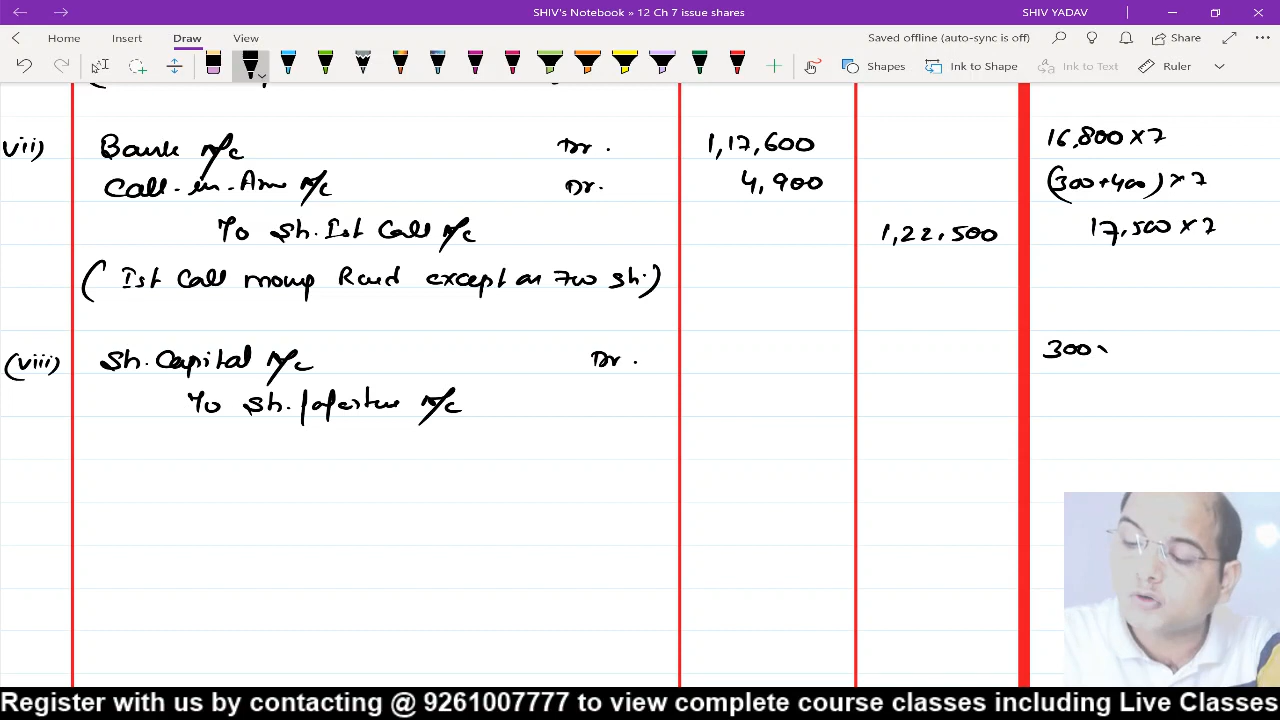 SHIV's Notebook » 12 Ch 7 issue shares
SHIV YADAV
Home Insert Draw View
Saved offline (auto-sync is off)
Share
Shapes Ink to Shape Ink to Text Ruler
vii) Bank A/c Dr. 1,17,600 16,800 × 7
Call-in-Arr A/c Dr. 4,900 (300+400) × 7
To Sh. Ist Call A/c 1,22,500 17,500 × 7
( Ist Call money Recd except on 700 Sh.)
(viii) Sh. Capital A/c Dr. 300
To Sh. Forfeiture A/c
Register with us by contacting @ 9261007777 to view complete course classes including Live Classes